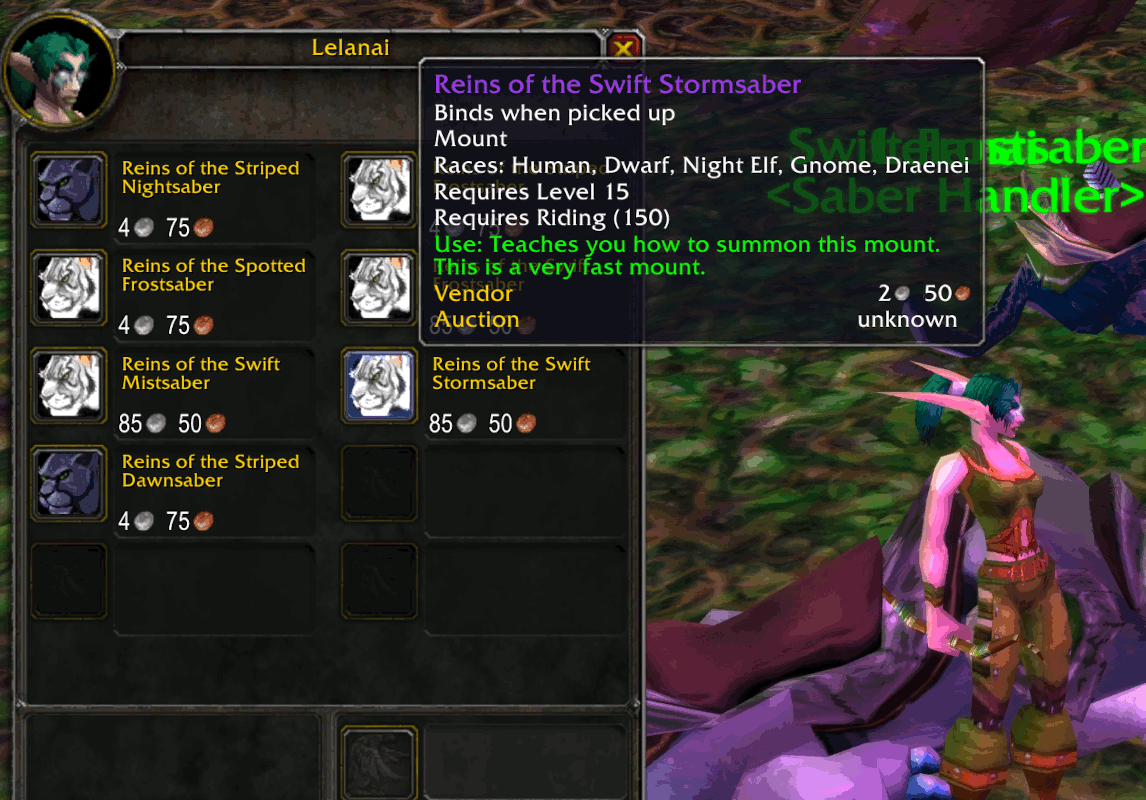 Lelanai
Reins of the Striped
Nightsaber
4 75
Reins of the Spotted
Frostsaber
4 75
Reins of the Swift
Mistsaber
85 50
Reins of the Striped
Dawnsaber
4 75
Reins of the Swift
Stormsaber
85 50
Reins of the Swift Stormsaber
Binds when picked up
Mount
Races: Human, Dwarf, Night Elf, Gnome, Draenei
Requires Level 15
Requires Riding (150)
Use: Teaches you how to summon this mount.
This is a very fast mount.
Vendor 2 50
Auction unknown
Swift Frostsaber
<Saber Handler>